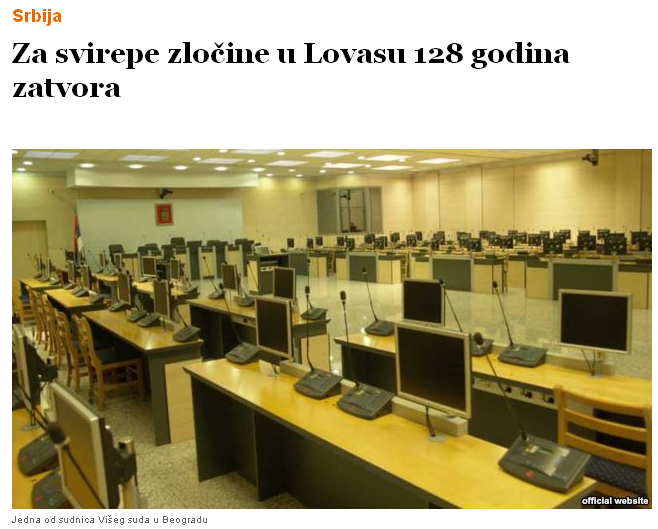 Srbija
Za svirepe zločine u Lovasu 128 godina
zatvora
official website
Jedna od sudnica Višeg suda u Beogradu